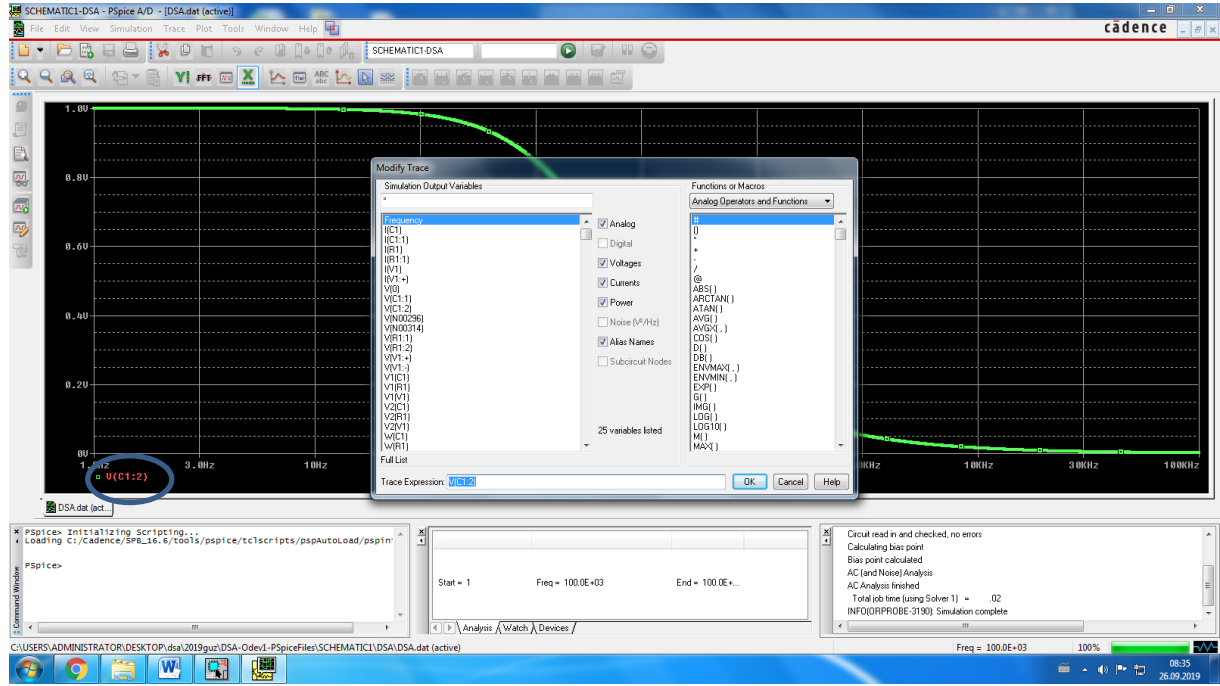 SCHEMATIC1-DSA - PSpice A/D - [DSA.dat (active)]
File Edit View Simulation Trace Plot Tools Window Help
cādence
SCHEMATIC1-DSA
FFT
ABC
abc
1.0V
0.8V
0.6V
0.4V
0.2V
0V
3.0Hz
10Hz
10KHz
30KHz
100KHz
V(C1:2)
Modify Trace
Simulation Output Variables
*
Frequency
I(C1)
I(C1:1)
I(R1)
I(R1:1)
I(V1)
I(V1:+)
V(0)
V(C1:1)
V(C1:2)
V(N00296)
V(N00314)
V(R1:1)
V(R1:2)
V(V1:+)
V(V1:-)
V1(C1)
V1(R1)
V1(V1)
V2(C1)
V2(R1)
V2(V1)
W(C1)
W(R1)
Full List
Analog
Digital
Voltages
Currents
Power
Noise (V²/Hz)
Alias Names
Subcircuit Nodes
25 variables listed
Functions or Macros
Analog Operators and Functions
#
()
*
+
-
/
@
ABS( )
ARCTAN( )
ATAN( )
AVG( )
AVGX( , )
COS( )
D( )
DB( )
ENVMAX( , )
ENVMIN( , )
EXP( )
G( )
IMG( )
LOG( )
LOG10( )
M( )
MAX( )
Trace Expression: V(C1:2)
OK Cancel Help
DSA.dat (act...
Command Window
PSpice> Initializing Scripting...
Loading C:/Cadence/SPB_16.6/tools/pspice/tclscripts/pspAutoLoad/pspin
PSpice>
Start = 1 Freq = 100.0E+03 End = 100.0E+...
Analysis Watch Devices
Circuit read in and checked, no errors
Calculating bias point
Bias point calculated
AC (and Noise) Analysis
AC Analysis finished
Total job time (using Solver 1) = .02
INFO(ORPROBE-3190): Simulation complete
C:\USERS\ADMINISTRATOR\DESKTOP\dsa\2019guz\DSA-Odev1-PSpiceFiles\SCHEMATIC1\DSA\DSA.dat (active)
Freq = 100.0E+03 100%
08:35
26.09.2019